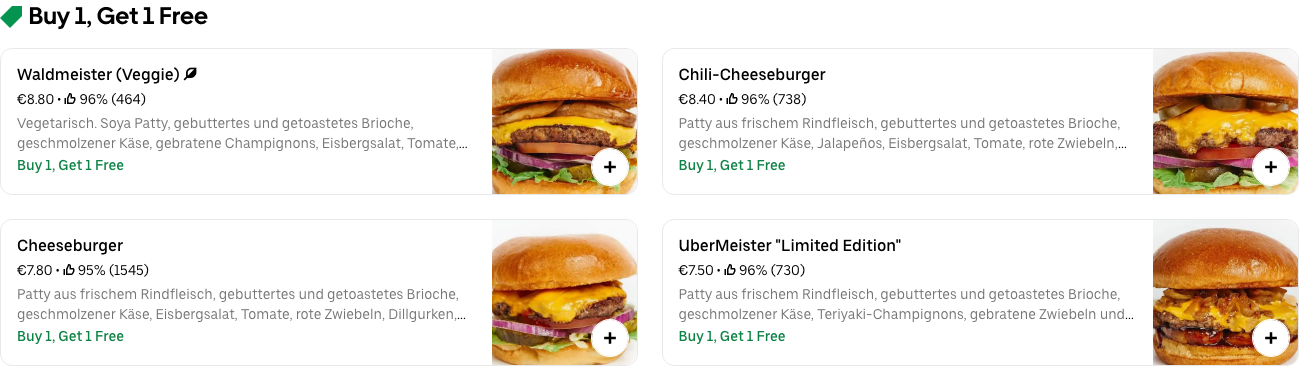 Buy 1, Get 1 Free
Waldmeister (Veggie)
€8.80 • 96% (464)
Vegetarisch. Soya Patty, gebuttertes und getoastetes Brioche,
geschmolzener Käse, gebratene Champignons, Eisbergsalat, Tomate,...
Buy 1, Get 1 Free
Chili-Cheeseburger
€8.40 • 96% (738)
Patty aus frischem Rindfleisch, gebuttertes und getoastetes Brioche,
geschmolzener Käse, Jalapeños, Eisbergsalat, Tomate, rote Zwiebeln,...
Buy 1, Get 1 Free
Cheeseburger
€7.80 • 95% (1545)
Patty aus frischem Rindfleisch, gebuttertes und getoastetes Brioche,
geschmolzener Käse, Eisbergsalat, Tomate, rote Zwiebeln, Dillgurken,...
Buy 1, Get 1 Free
UberMeister "Limited Edition"
€7.50 • 96% (730)
Patty aus frischem Rindfleisch, gebuttertes und getoastetes Brioche,
geschmolzener Käse, Teriyaki-Champignons, gebratene Zwiebeln und...
Buy 1, Get 1 Free